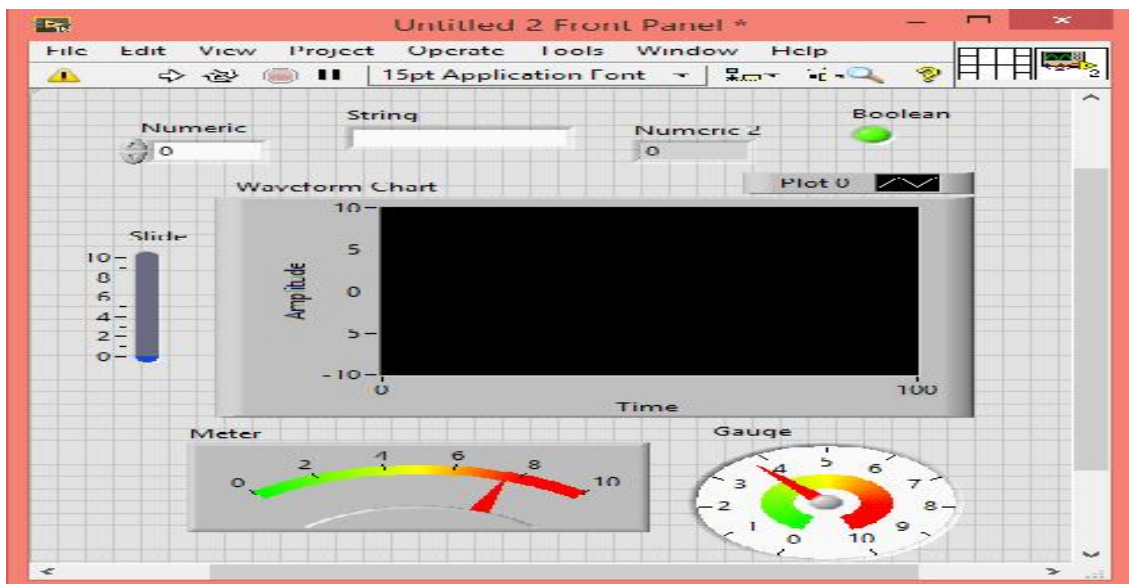 Untitled 2 Front Panel *
File Edit View Project Operate Tools Window Help
15pt Application Font
2
Numeric
0
String
Numeric 2
0
Boolean
Waveform Chart
Plot 0
Slide
10
8
6
4
2
0
Amplitude
10
5
0
5
-10
0
100
Time
Meter
0 2 4 6 8 10
Gauge
0 1 2 3 4 5 6 7 8 9 10